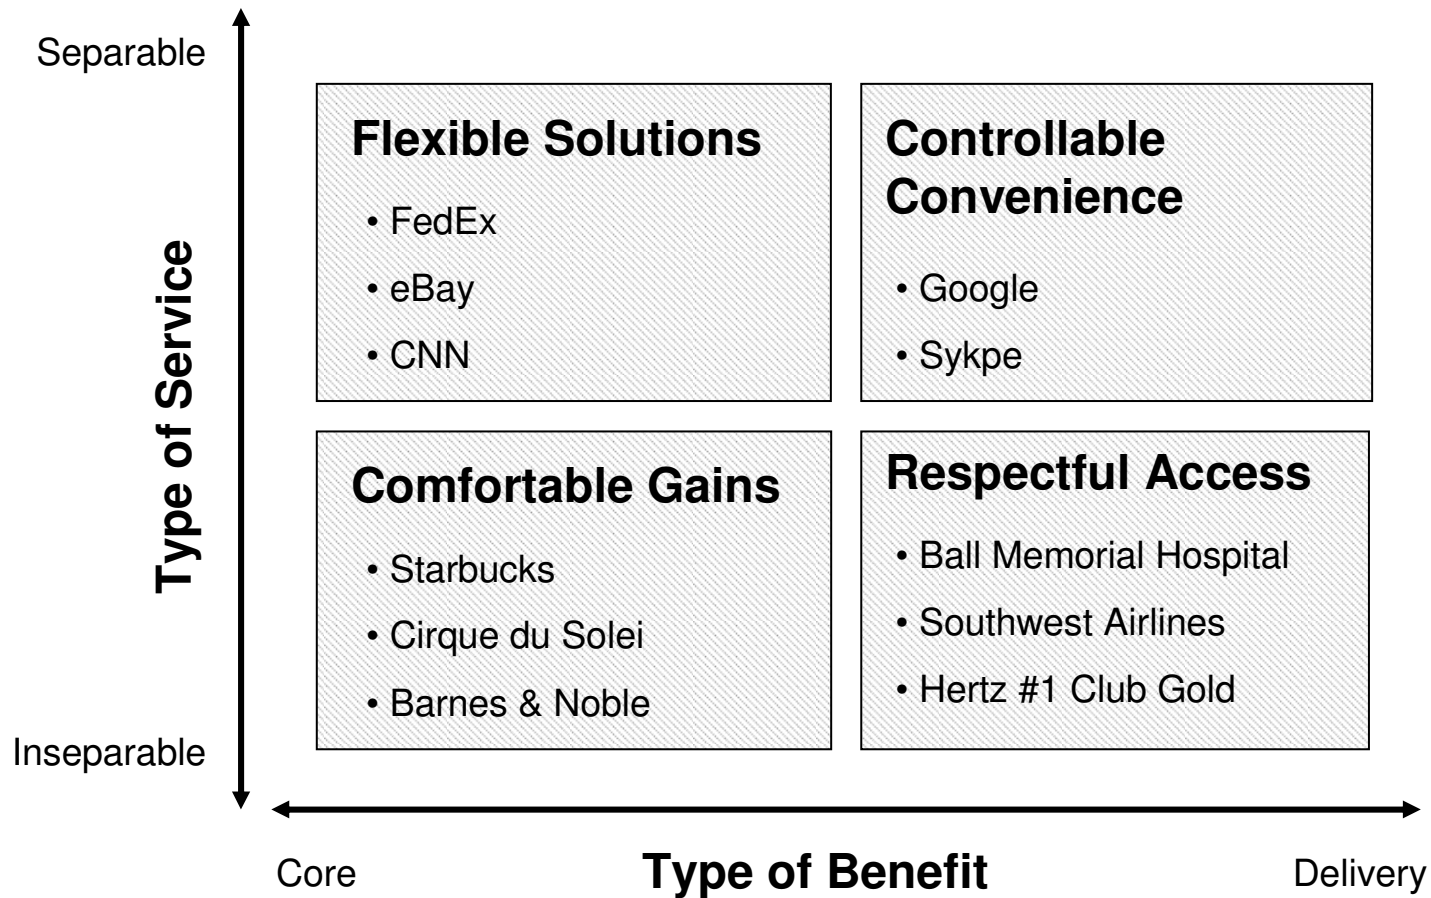 Separable
Flexible Solutions
• FedEx
• eBay
• CNN
Controllable
Convenience
• Google
• Sykpe
Type of Service
Comfortable Gains
• Starbucks
• Cirque du Solei
• Barnes & Noble
Respectful Access
• Ball Memorial Hospital
• Southwest Airlines
• Hertz #1 Club Gold
Inseparable
Core
Type of Benefit
Delivery